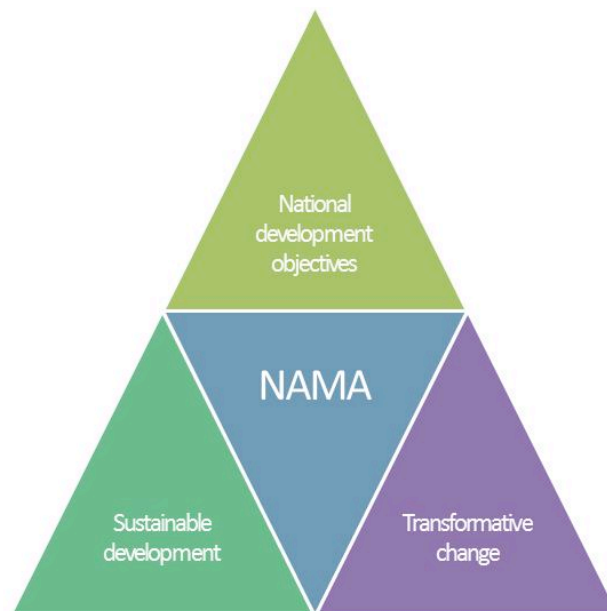 National
development
objectives
NAMA
Sustainable
development
Transformative
change